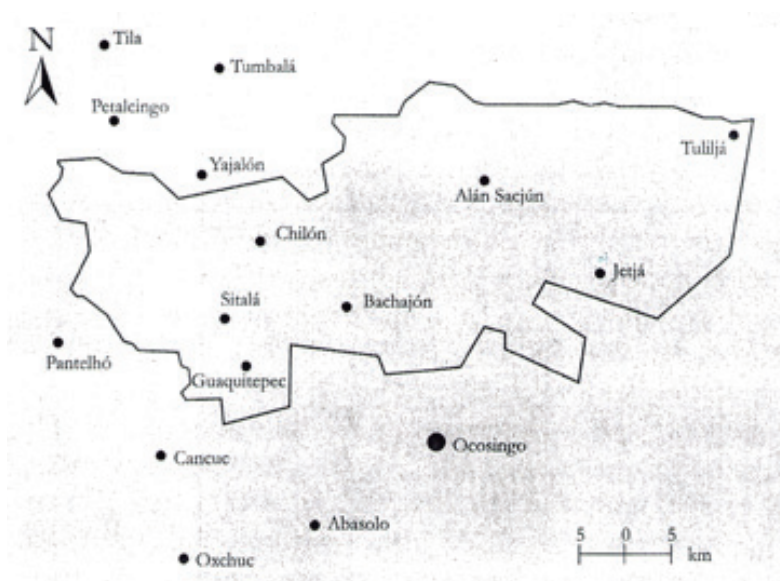 N
Tila
Tumbalá
Petalcingo
Tuliljá
Yajalón
Alán Sacjún
Chilón
Jetjá
Sitalá
Bachajón
Pantelhó
Guaquitepec
Ocosingo
Cancuc
Abasolo
5 0 5
km
Oxchuc